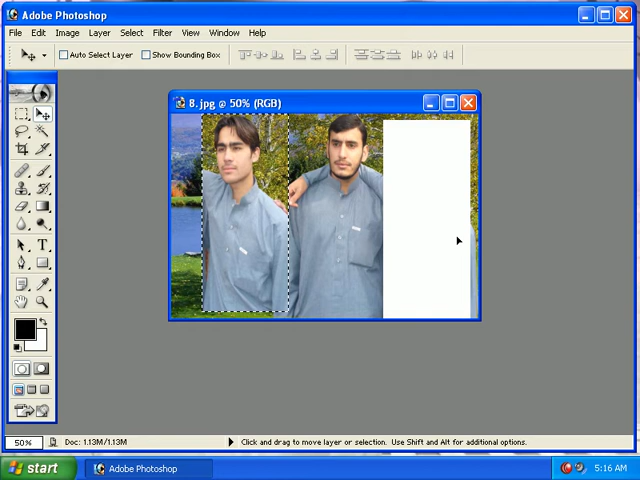 Adobe Photoshop
File Edit Image Layer Select Filter View Window Help
Auto Select Layer Show Bounding Box
8.jpg @ 50% (RGB)
T
50% Doc: 1.13M/1.13M Click and drag to move layer or selection. Use Shift and Alt for additional options.
start Adobe Photoshop 5:16 AM